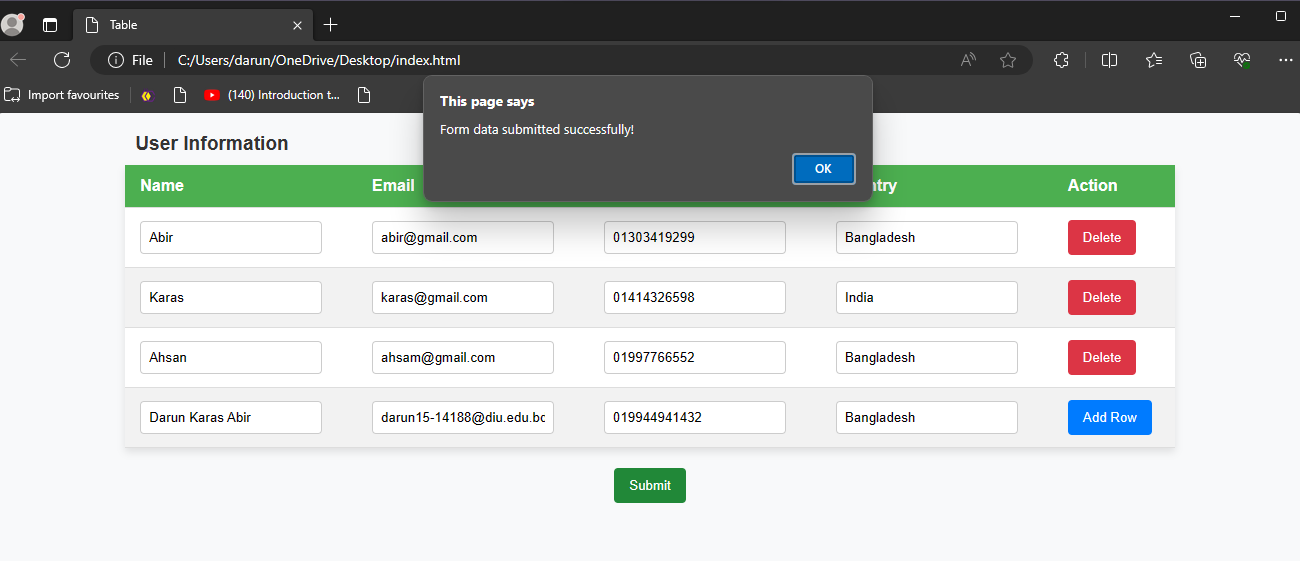 Table
File C:/Users/darun/OneDrive/Desktop/index.html
Import favourites (140) Introduction t...
This page says
Form data submitted successfully!
OK
User Information
Name Email ntry Action
Abir abir@gmail.com 01303419299 Bangladesh Delete
Karas karas@gmail.com 01414326598 India Delete
Ahsan ahsam@gmail.com 01997766552 Bangladesh Delete
Darun Karas Abir darun15-14188@diu.edu.bc 019944941432 Bangladesh Add Row
Submit